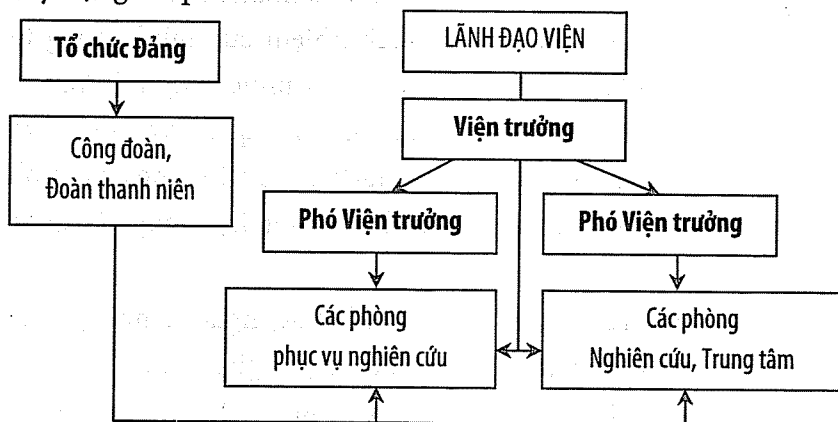 Tổ chức Đảng
LÃNH ĐẠO VIỆN
Viện trưởng
Công đoàn,
Đoàn thanh niên
Phó Viện trưởng
Phó Viện trưởng
Các phòng
phục vụ nghiên cứu
Các phòng
Nghiên cứu, Trung tâm